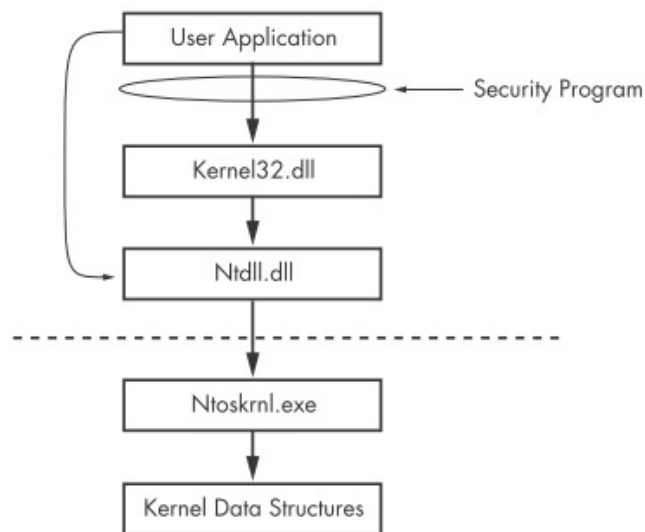 User Application
Security Program
Kernel32.dll
Ntdll.dll
Ntoskrnl.exe
Kernel Data Structures